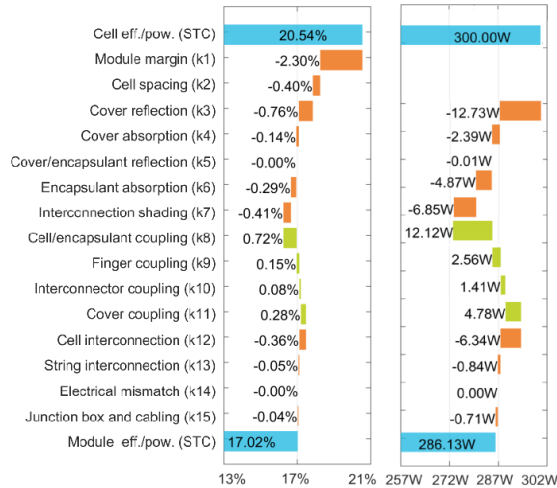 Cell eff./pow. (STC) 20.54% 300.00W
Module margin (k1) -2.30%
Cell spacing (k2) -0.40%
Cover reflection (k3) -0.76% -12.73W
Cover absorption (k4) -0.14% -2.39W
Cover/encapsulant reflection (k5) -0.00% -0.01W
Encapsulant absorption (k6) -0.29% -4.87W
Interconnection shading (k7) -0.41% -6.85W
Cell/encapsulant coupling (k8) 0.72% 12.12W
Finger coupling (k9) 0.15% 2.56W
Interconnector coupling (k10) 0.08% 1.41W
Cover coupling (k11) 0.28% 4.78W
Cell interconnection (k12) -0.36% -6.34W
String interconnection (k13) -0.05% -0.84W
Electrical mismatch (k14) -0.00% 0.00W
Junction box and cabling (k15) -0.04% -0.71W
Module eff./pow. (STC) 17.02% 286.13W
13% 17% 21% 257W 272W 287W 302W